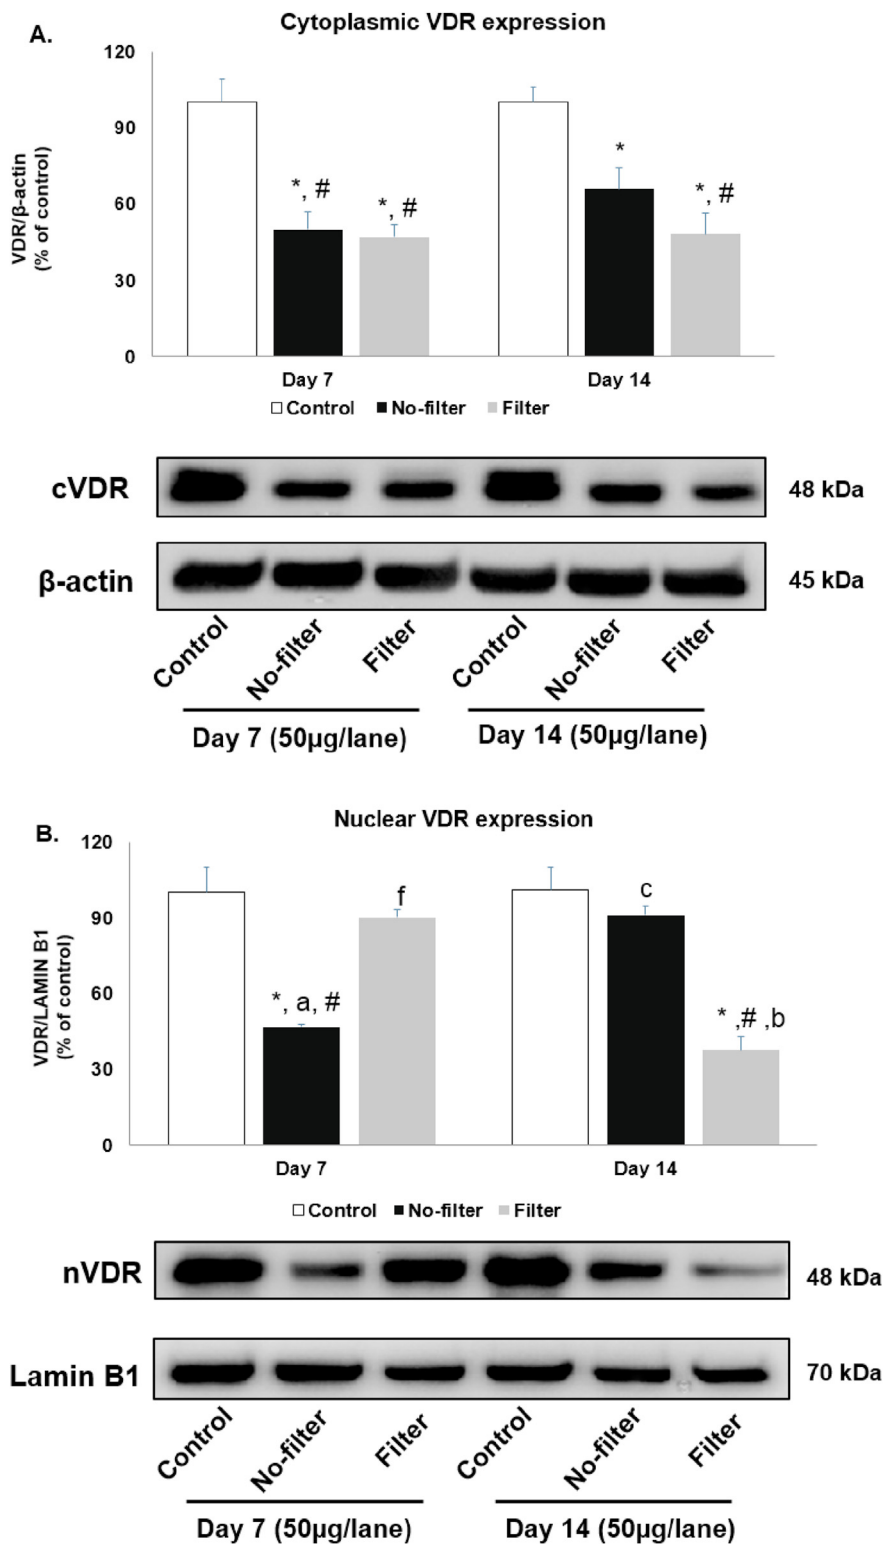 A.
Cytoplasmic VDR expression
VDR/β-actin
(% of control)
120
90
60
30
0
*, #
*, #
*
*, #
Day 7
Day 14
Control
No-filter
Filter
cVDR
48 kDa
β-actin
45 kDa
Control
No-filter
Filter
Control
No-filter
Filter
Day 7 (50µg/lane)
Day 14 (50µg/lane)
B.
Nuclear VDR expression
VDR/LAMIN B1
(% of control)
120
90
60
30
0
*, a, #
f
c
* ,# ,b
Day 7
Day 14
Control
No-filter
Filter
nVDR
48 kDa
Lamin B1
70 kDa
Control
No-filter
Filter
Control
No-filter
Filter
Day 7 (50µg/lane)
Day 14 (50µg/lane)